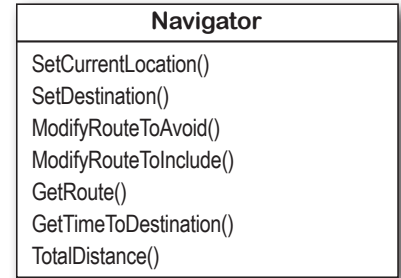 Navigator
SetCurrentLocation()
SetDestination()
ModifyRouteToAvoid()
ModifyRouteToInclude()
GetRoute()
GetTimeToDestination()
TotalDistance()